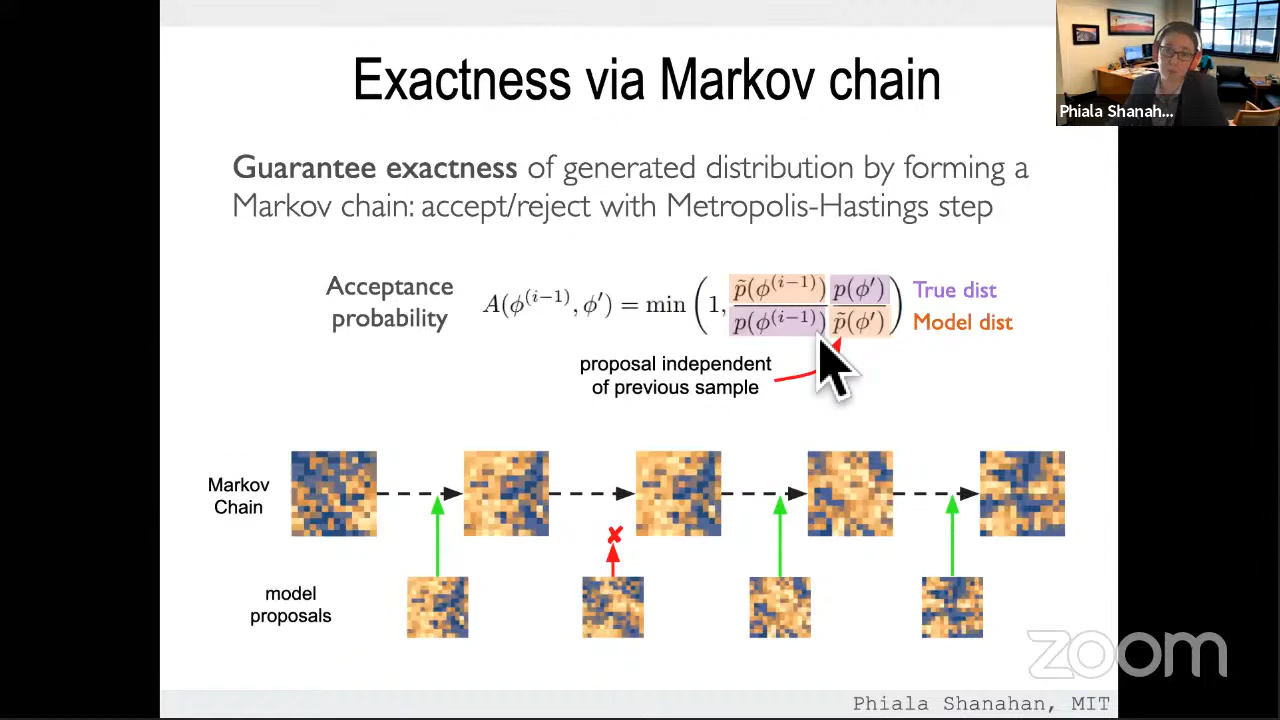 Exactness via Markov chain
Phiala Shanah...
Guarantee exactness of generated distribution by forming a
Markov chain: accept/reject with Metropolis-Hastings step
Acceptance
probability
A(ϕ^{(i−1)}, ϕ′) = min (1, p̃(ϕ^{(i−1)})/p(ϕ^{(i−1)}) p(ϕ′)/p̃(ϕ′))
True dist
Model dist
proposal independent
of previous sample
Markov
Chain
model
proposals
zoom
Phiala Shanahan, MIT